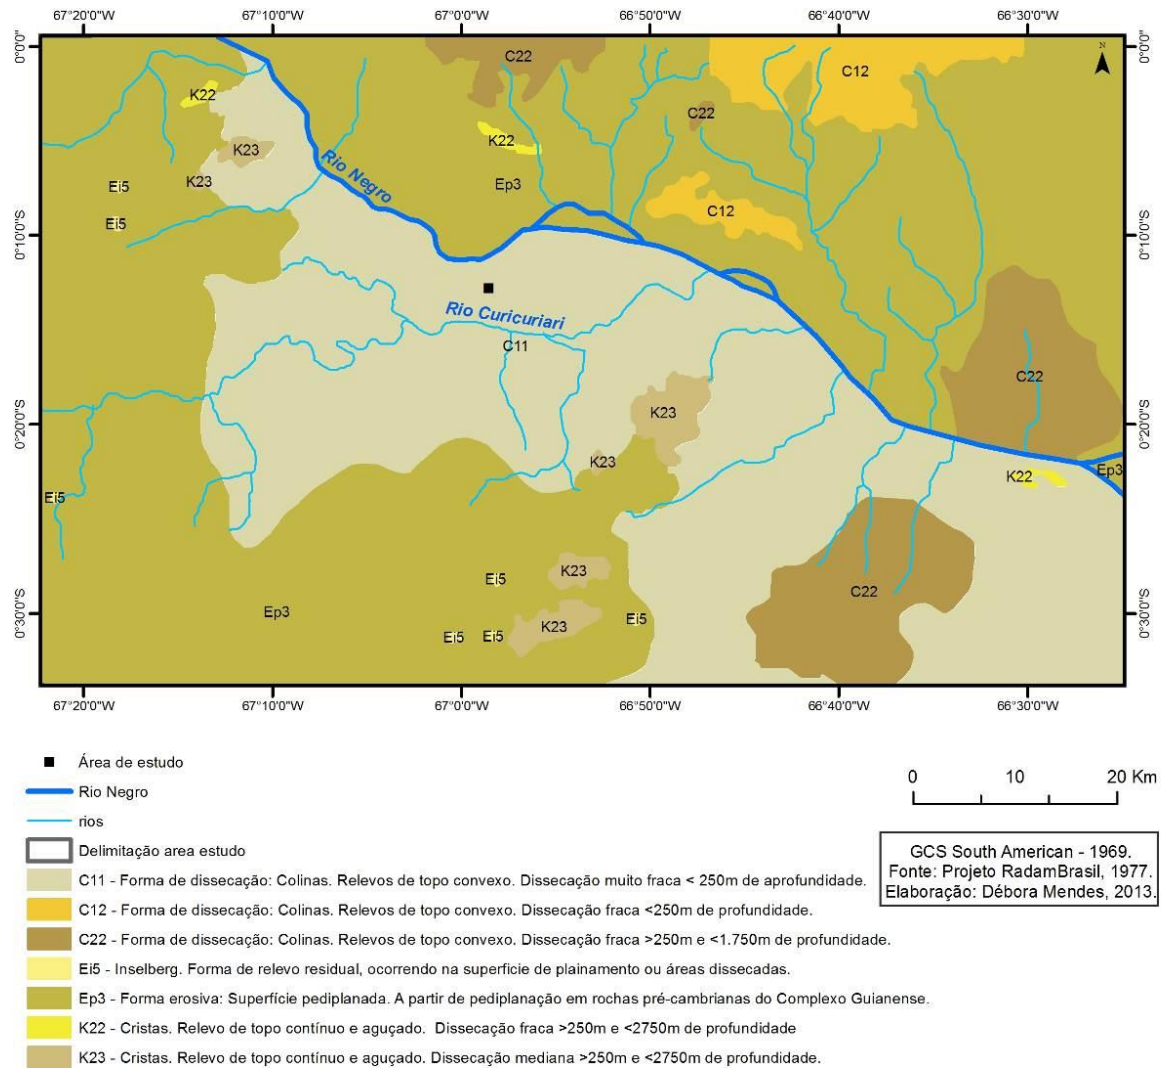 67°20'0"W 67°10'0"W 67°0'0"W 66°50'0"W 66°40'0"W 66°30'0"W
0°0'0" 0°0'0"
N
C22
C12
K22
C22
K22
K23
Rio Negro
K23
Ei5
Ep3
C12
Ei5
0°10'0"S 0°10'0"S
Rio Curicuriari
C11
C22
K23
0°20'0"S 0°20'0"S
K23
Ep3
K22
Ei5
K23
Ei5
C22
Ep3
0°30'0"S 0°30'0"S
Ei5
K23
Ei5
Ei5
67°20'0"W 67°10'0"W 67°0'0"W 66°50'0"W 66°40'0"W 66°30'0"W
Área de estudo
Rio Negro
rios
Delimitação area estudo
C11 - Forma de dissecação: Colinas. Relevos de topo convexo. Dissecação muito fraca < 250m de aprofundidade.
C12 - Forma de dissecação: Colinas. Relevos de topo convexo. Dissecação fraca <250m de profundidade.
C22 - Forma de dissecação: Colinas. Relevos de topo convexo. Dissecação fraca >250m e <1.750m de profundidade.
Ei5 - Inselberg. Forma de relevo residual, ocorrendo na superficie de plainamento ou áreas dissecadas.
Ep3 - Forma erosiva: Superfície pediplanada. A partir de pediplanação em rochas pré-cambrianas do Complexo Guianense.
K22 - Cristas. Relevo de topo contínuo e aguçado. Dissecação fraca >250m e <2750m de profundidade
K23 - Cristas. Relevo de topo contínuo e aguçado. Dissecação mediana >250m e <2750m de profundidade.
0 10 20 Km
GCS South American - 1969.
Fonte: Projeto RadamBrasil, 1977.
Elaboração: Débora Mendes, 2013.